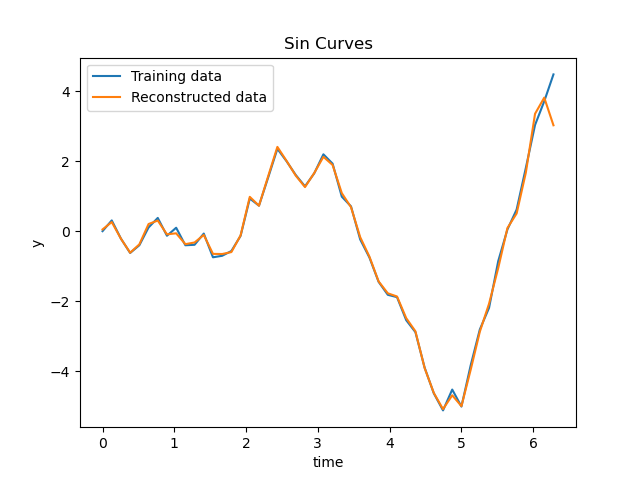 Sin Curves
Training data
Reconstructed data
4
2
0
−2
−4
y
0 1 2 3 4 5 6
time